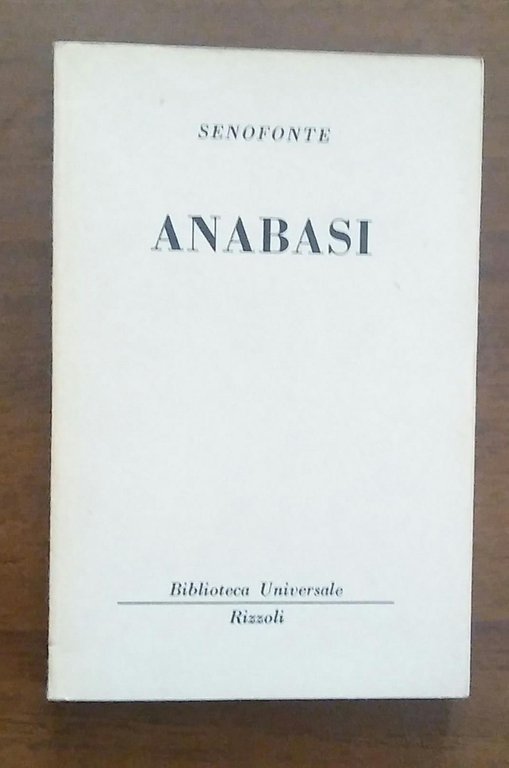 SENOFONTE
ANABASI
Biblioteca Universale
Rizzoli